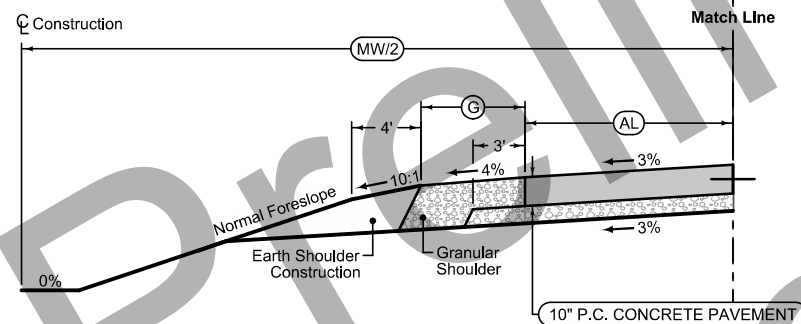 ℄ Construction
Match Line
MW/2
G
4'
AL
3'
3%
4%
10:1
Normal Foreslope
Earth Shoulder
Construction
Granular
Shoulder
3%
0%
10" P.C. CONCRETE PAVEMENT
Preli